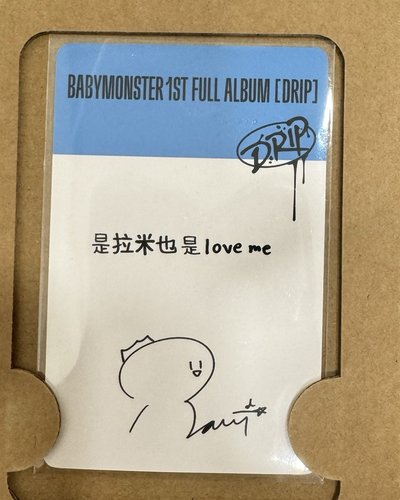 BABYMONSTER 1ST FULL ALBUM [DRIP]
DRIP
是拉米也是love me